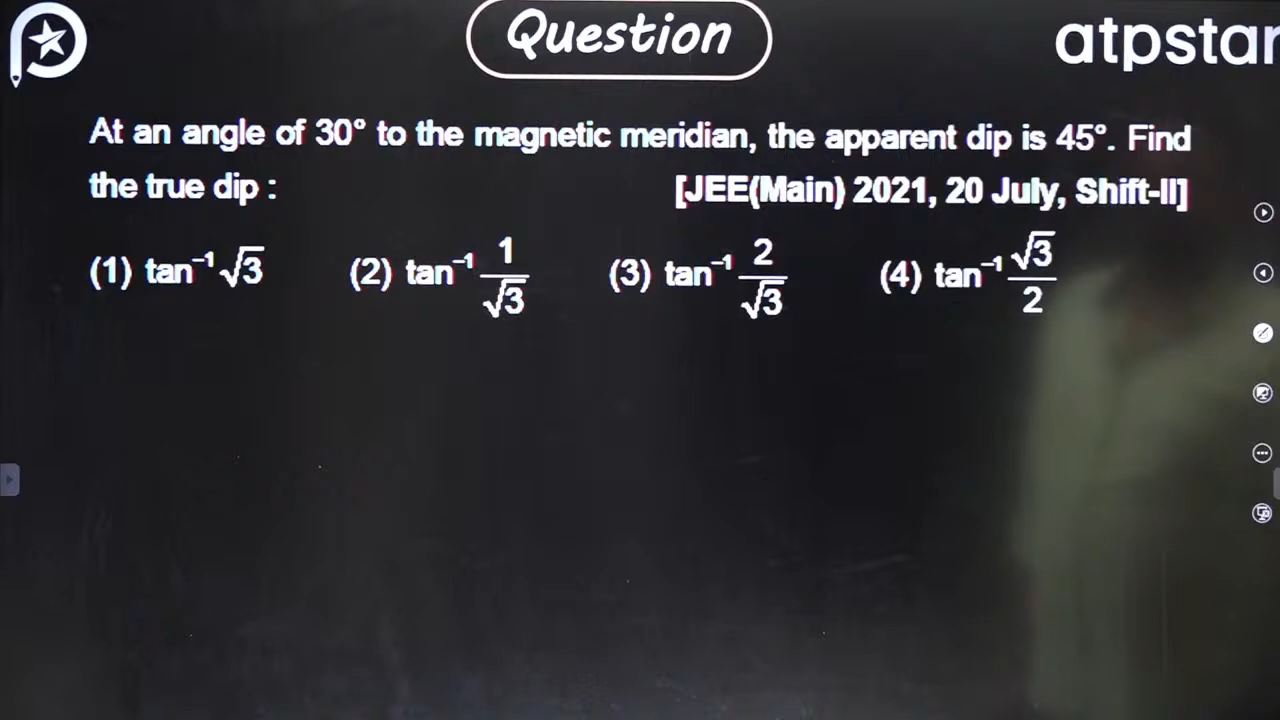 Question
atpstar
At an angle of 30° to the magnetic meridian, the apparent dip is 45°. Find
the true dip : [JEE(Main) 2021, 20 July, Shift-II]
(1) tan⁻¹ √3 (2) tan⁻¹ 1/√3 (3) tan⁻¹ 2/√3 (4) tan⁻¹ √3/2